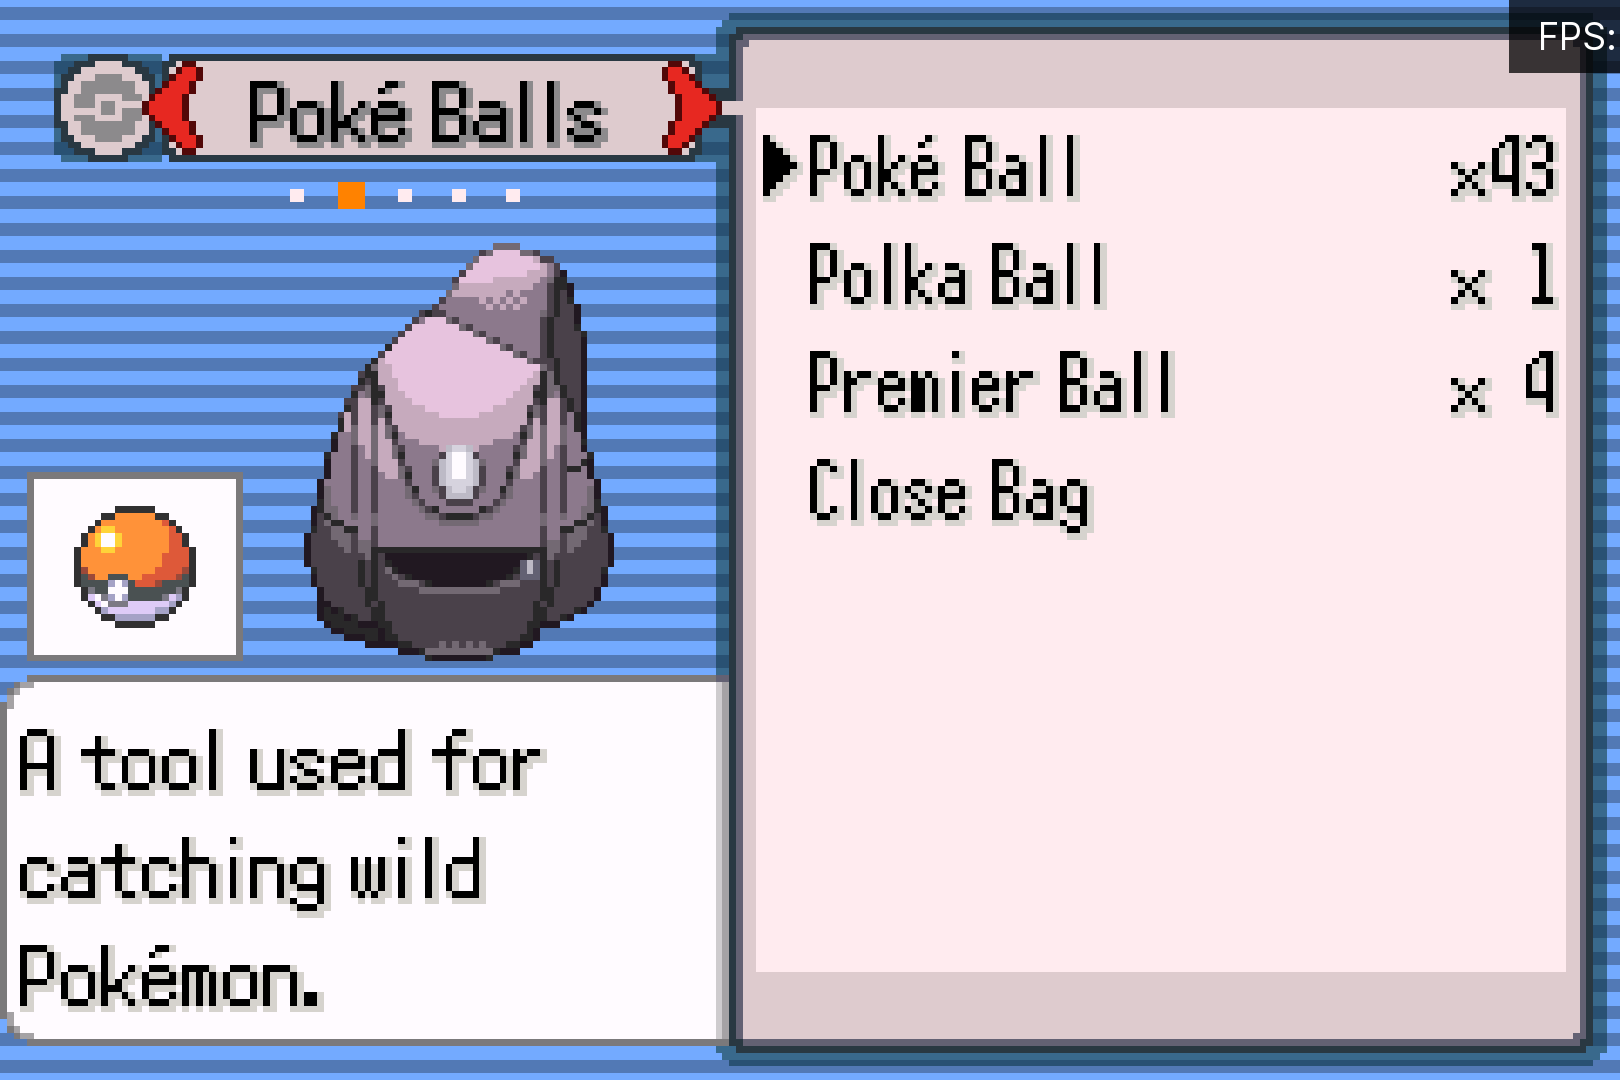 FPS:
Poké Balls
Poké Ball ×43
Polka Ball × 1
Premier Ball × 4
Close Bag
A tool used for
catching wild
Pokémon.